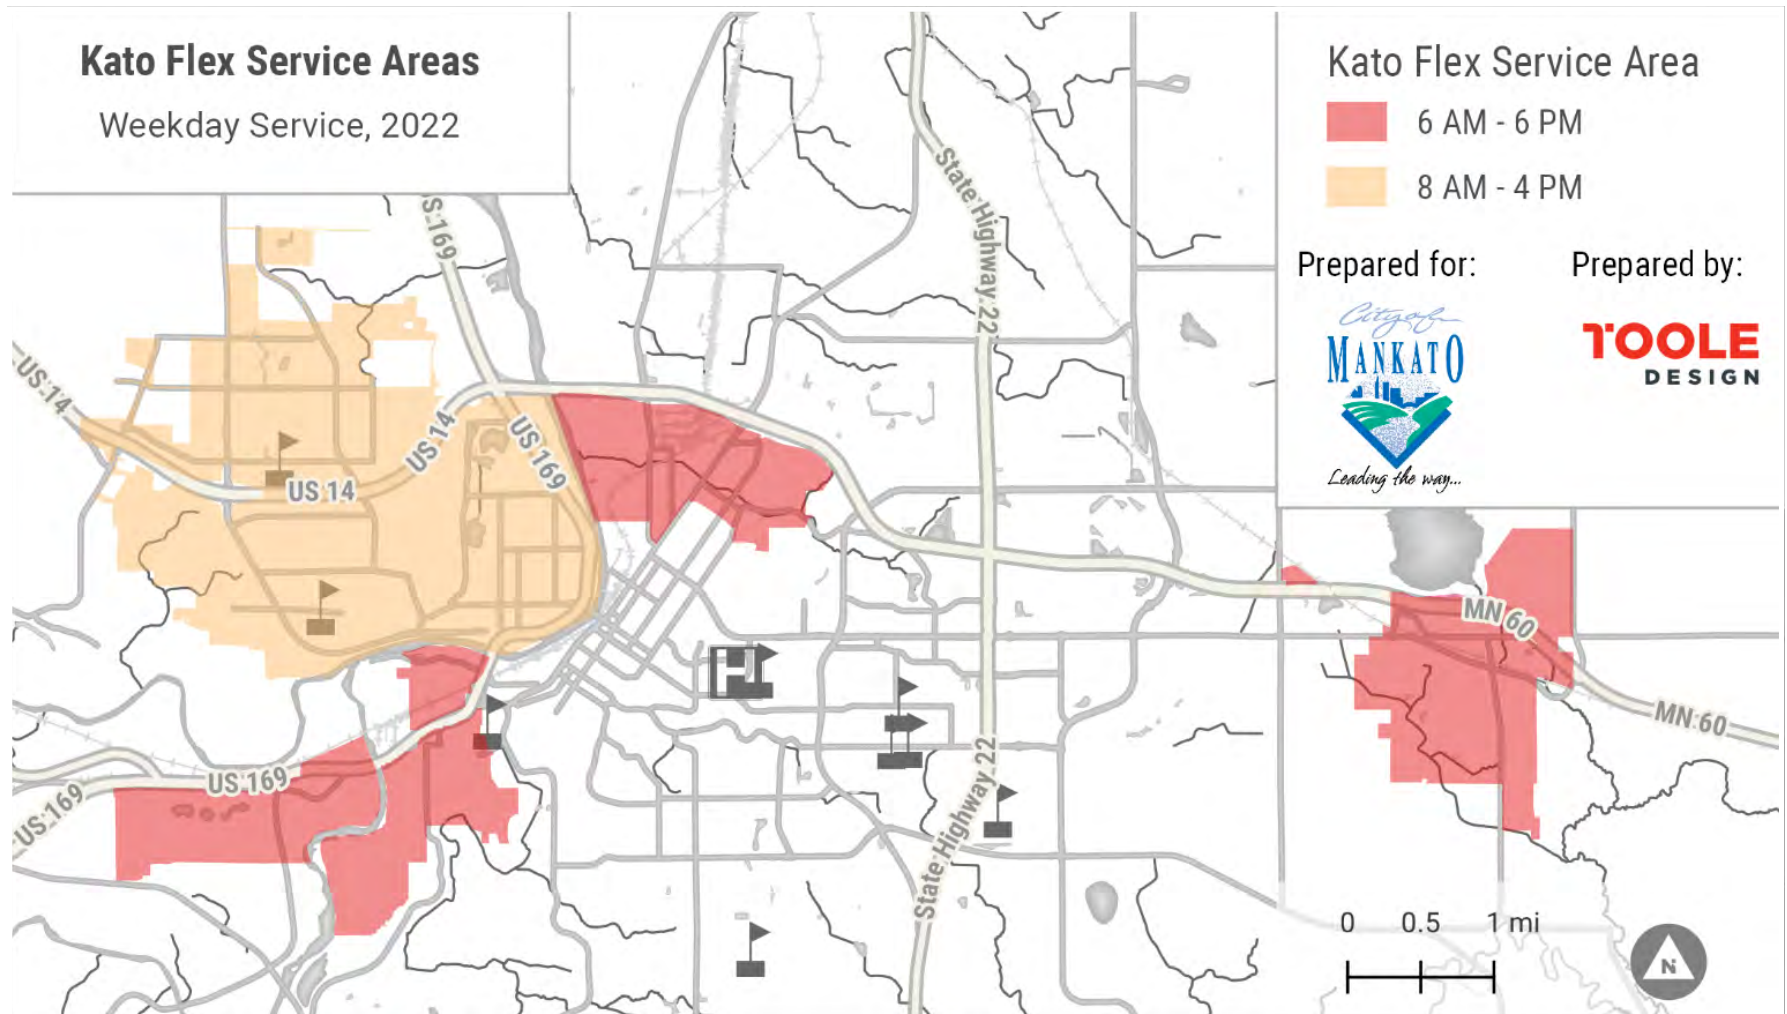 Kato Flex Service Areas
Weekday Service, 2022
Kato Flex Service Area
6 AM - 6 PM
8 AM - 4 PM
Prepared for:
Prepared by:
City of
MANKATO
Leading the way...
TOOLE
DESIGN
S 169
State Highway 22
US 14
US 14
US 169
US 14
MN 60
MN 60
US 169
US 169
State Highway 22
H
0 0.5 1 mi
N